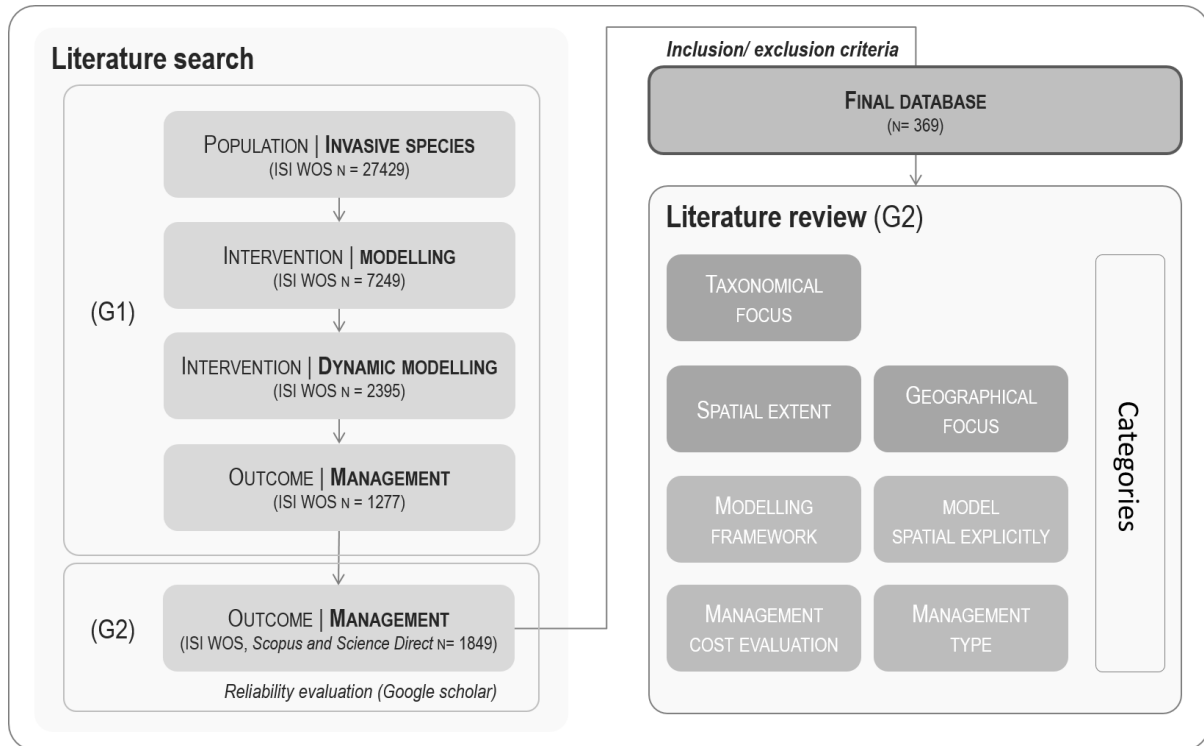 Literature search
(G1)
POPULATION | INVASIVE SPECIES
(ISI WOS N = 27429)
INTERVENTION | MODELLING
(ISI WOS N = 7249)
INTERVENTION | DYNAMIC MODELLING
(ISI WOS N = 2395)
OUTCOME | MANAGEMENT
(ISI WOS N = 1277)
(G2)
OUTCOME | MANAGEMENT
(ISI WOS, Scopus and Science Direct N= 1849)
Reliability evaluation (Google scholar)
Inclusion/ exclusion criteria
FINAL DATABASE
(N= 369)
Literature review (G2)
TAXONOMICAL
FOCUS
SPATIAL EXTENT
GEOGRAPHICAL
FOCUS
MODELLING
FRAMEWORK
MODEL
SPATIAL EXPLICITLY
MANAGEMENT
COST EVALUATION
MANAGEMENT
TYPE
Categories